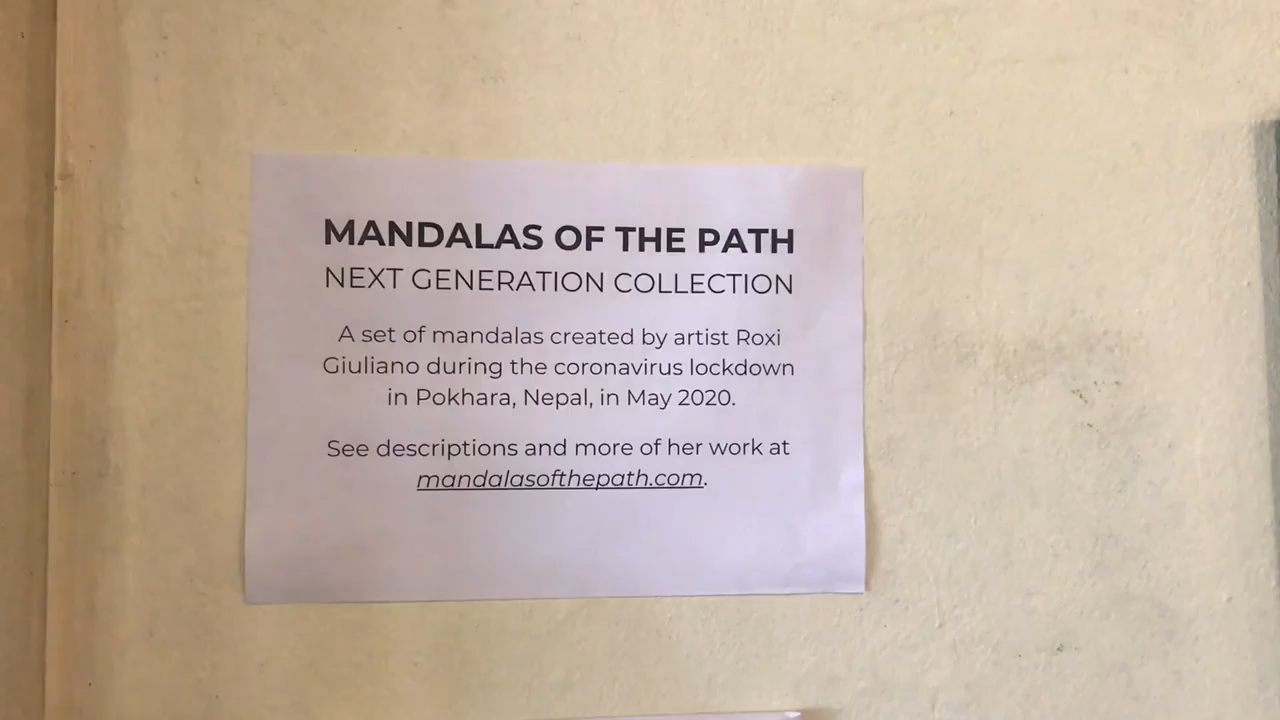 MANDALAS OF THE PATH
NEXT GENERATION COLLECTION
A set of mandalas created by artist Roxi
Giuliano during the coronavirus lockdown
in Pokhara, Nepal, in May 2020.
See descriptions and more of her work at
mandalasofthepath.com.